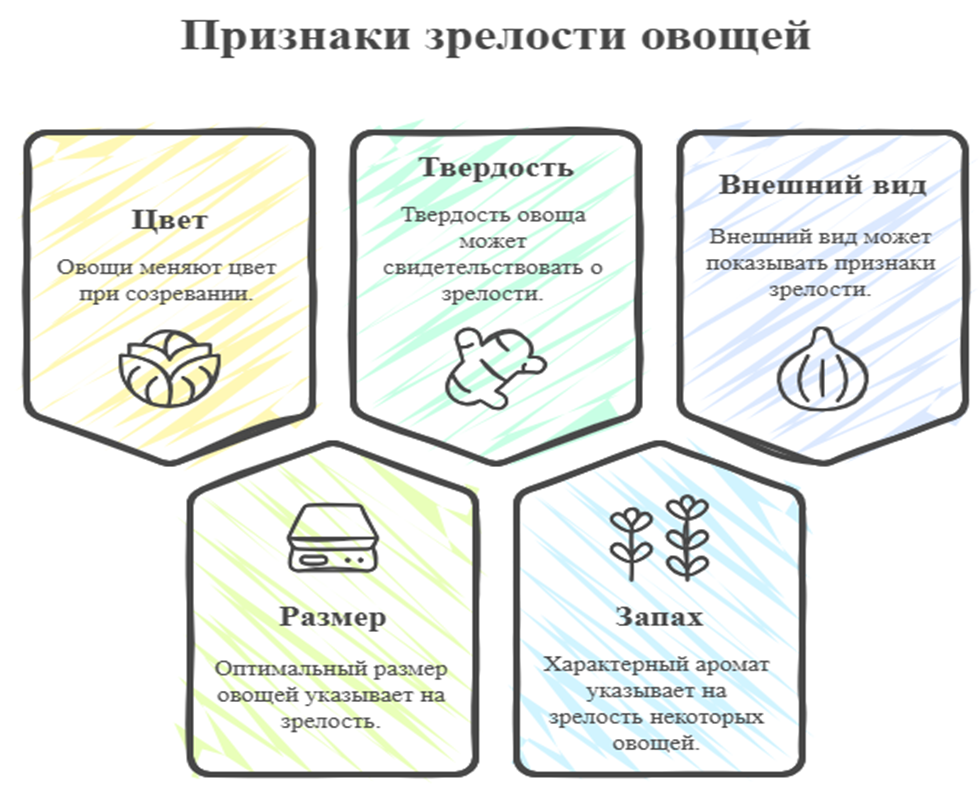 Признаки зрелости овощей
Цвет
Овощи меняют цвет
при созревании.
Твердость
Твердость овоща
может
свидетельствовать о
зрелости.
Внешний вид
Внешний вид может
показывать признаки
зрелости.
Размер
Оптимальный размер
овощей указывает на
зрелость.
Запах
Характерный аромат
указывает на
зрелость некоторых
овощей.